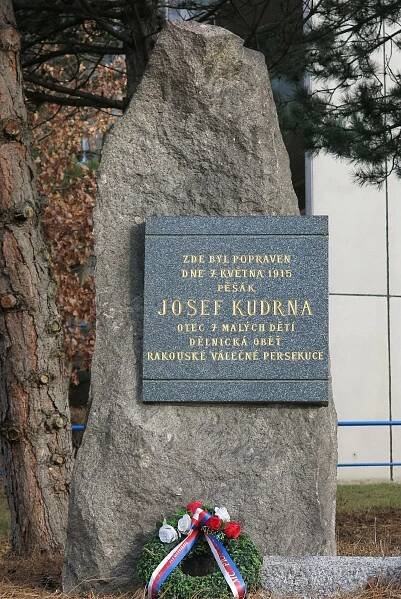 ZDE BYL POPRAVEN
DNE 7. KVĚTNA 1915
PĚŠÁK
JOSEF KUDRNA
OTEC 7 MALÝCH DĚTÍ
DĚLNICKÁ OBĚŤ
RAKOUSKÉ VÁLEČNÉ PERSEKUCE